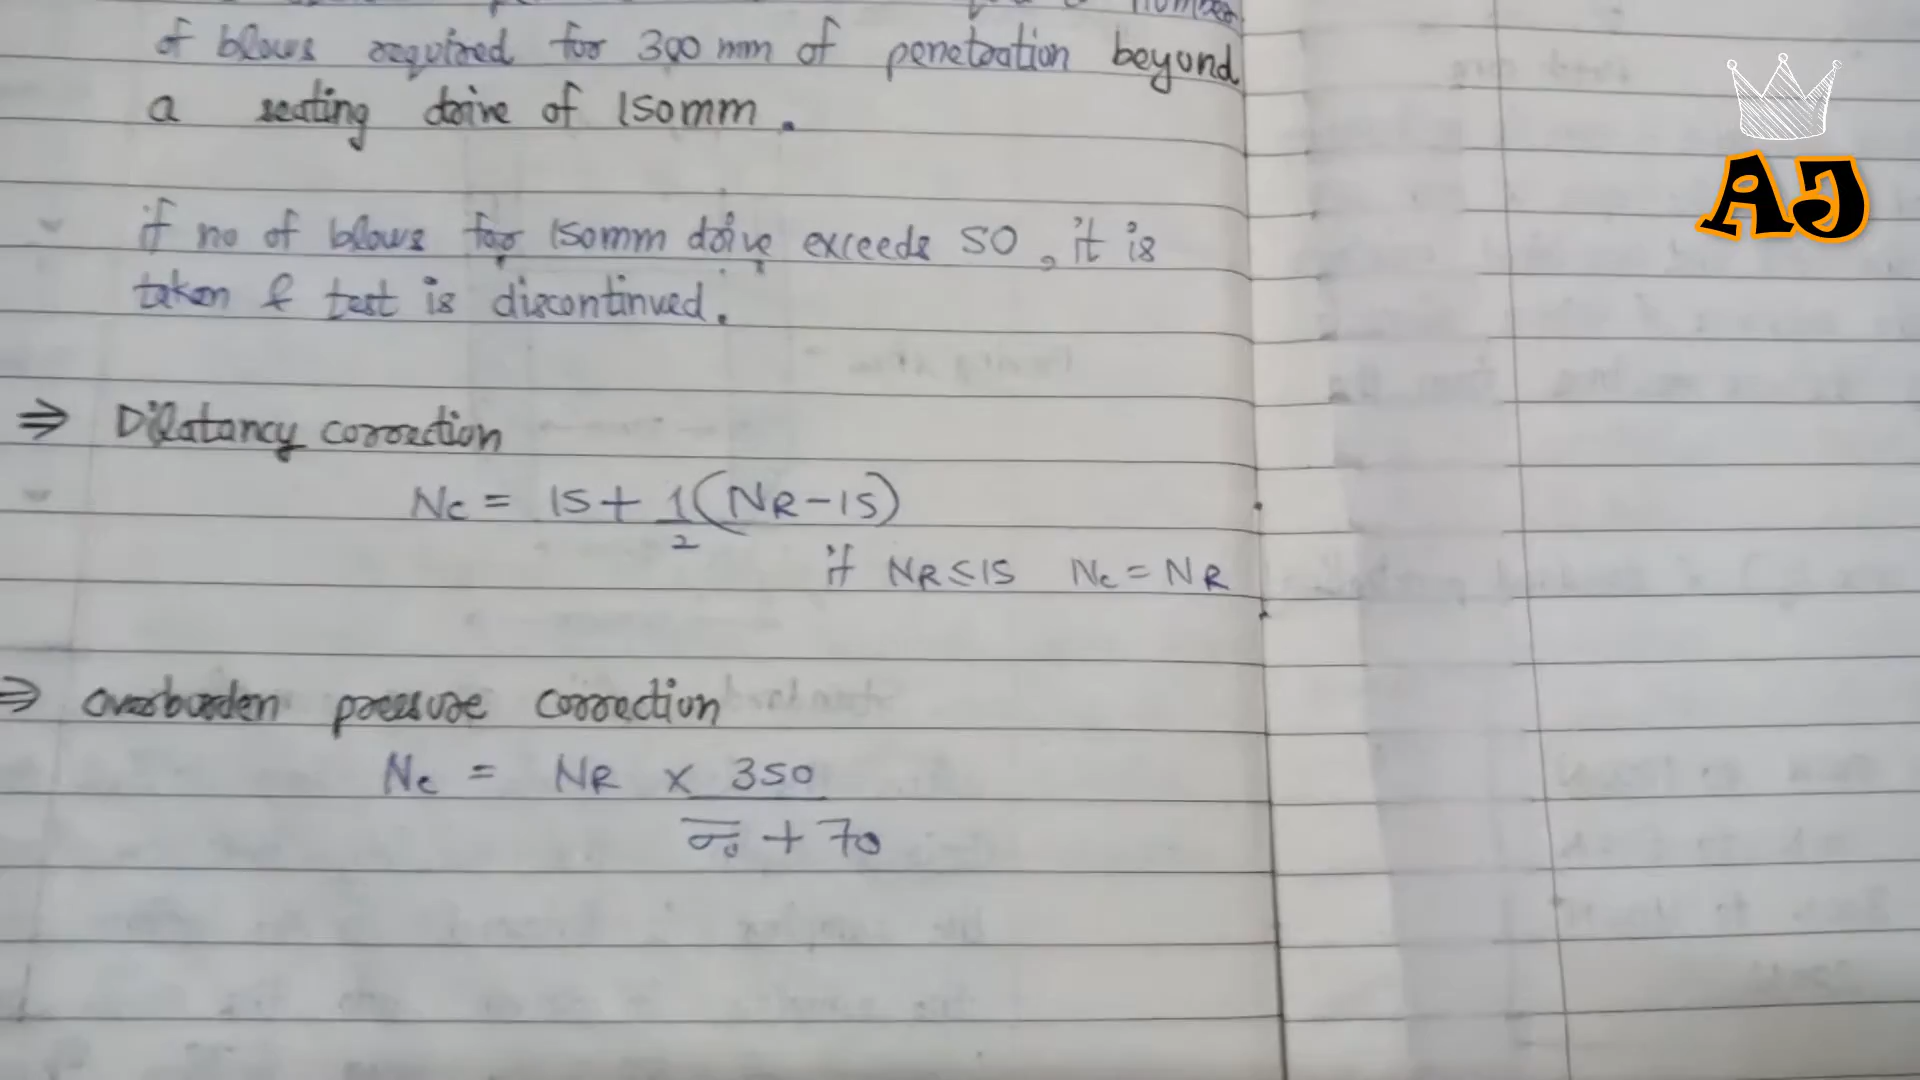 number
of blows required for 300 mm of penetration beyond
a seating drive of 150mm.
if no of blows for 150mm drive exceeds 50, it is
taken & test is discontinued.
⇒ Dilatancy correction
Nc = 15 + 1/2 (NR - 15)
if NR ≤ 15 Nc = NR
⇒ overburden pressure correction
Nc = NR × 350
σ̅₀ + 70
AJ